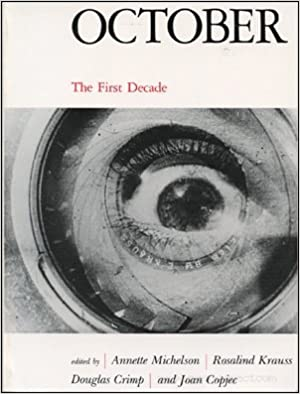 OCTOBER
The First Decade
edited by | Annette Michelson | Rosalind Krauss
Douglas Crimp | and Joan Copjec